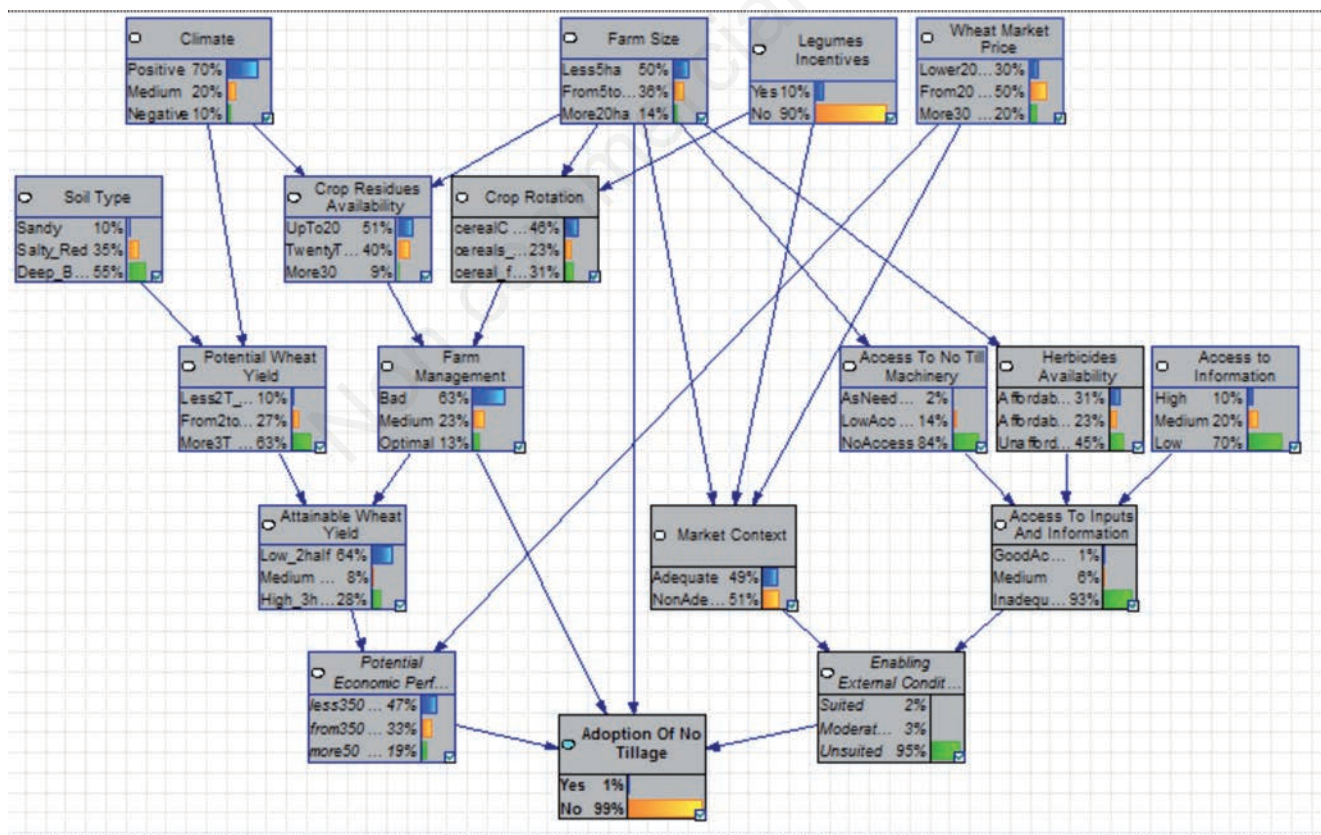 Climate
Positive 70%
Medium 20%
Negative 10%
Farm Size
Less5ha 50%
From5to... 36%
More20ha 14%
Legumes
Incentives
Yes 10%
No 90%
Wheat Market
Price
Lower20... 30%
From20 ... 50%
More30 ... 20%
Soil Type
Sandy 10%
Salty_Red 35%
Deep_B... 55%
Crop Residues
Availability
UpTo20 51%
TwentyT... 40%
More30 9%
Crop Rotation
cerealC ... 46%
cereals_... 23%
cereal_f... 31%
Potential Wheat
Yield
Less2T_... 10%
From2to... 27%
More3T ... 63%
Farm
Management
Bad 63%
Medium 23%
Optimal 13%
Access To No Till
Machinery
AsNeed... 2%
LowAcc... 14%
NoAccess 84%
Herbicides
Availability
Affordab... 31%
Affordab... 23%
Unafford... 45%
Access to
Information
High 10%
Medium 20%
Low 70%
Attainable Wheat
Yield
Low_2half 64%
Medium ... 8%
High_3h... 28%
Market Context
Adequate 49%
NonAde... 51%
Access To Inputs
And Information
GoodAc... 1%
Medium 6%
Inadequ... 93%
Potential
Economic Perf...
less350 ... 47%
from350 ... 33%
more50 ... 19%
Adoption Of No
Tillage
Yes 1%
No 99%
Enabling
External Condit...
Suited 2%
Moderat... 3%
Unsuited 95%
Non commercial